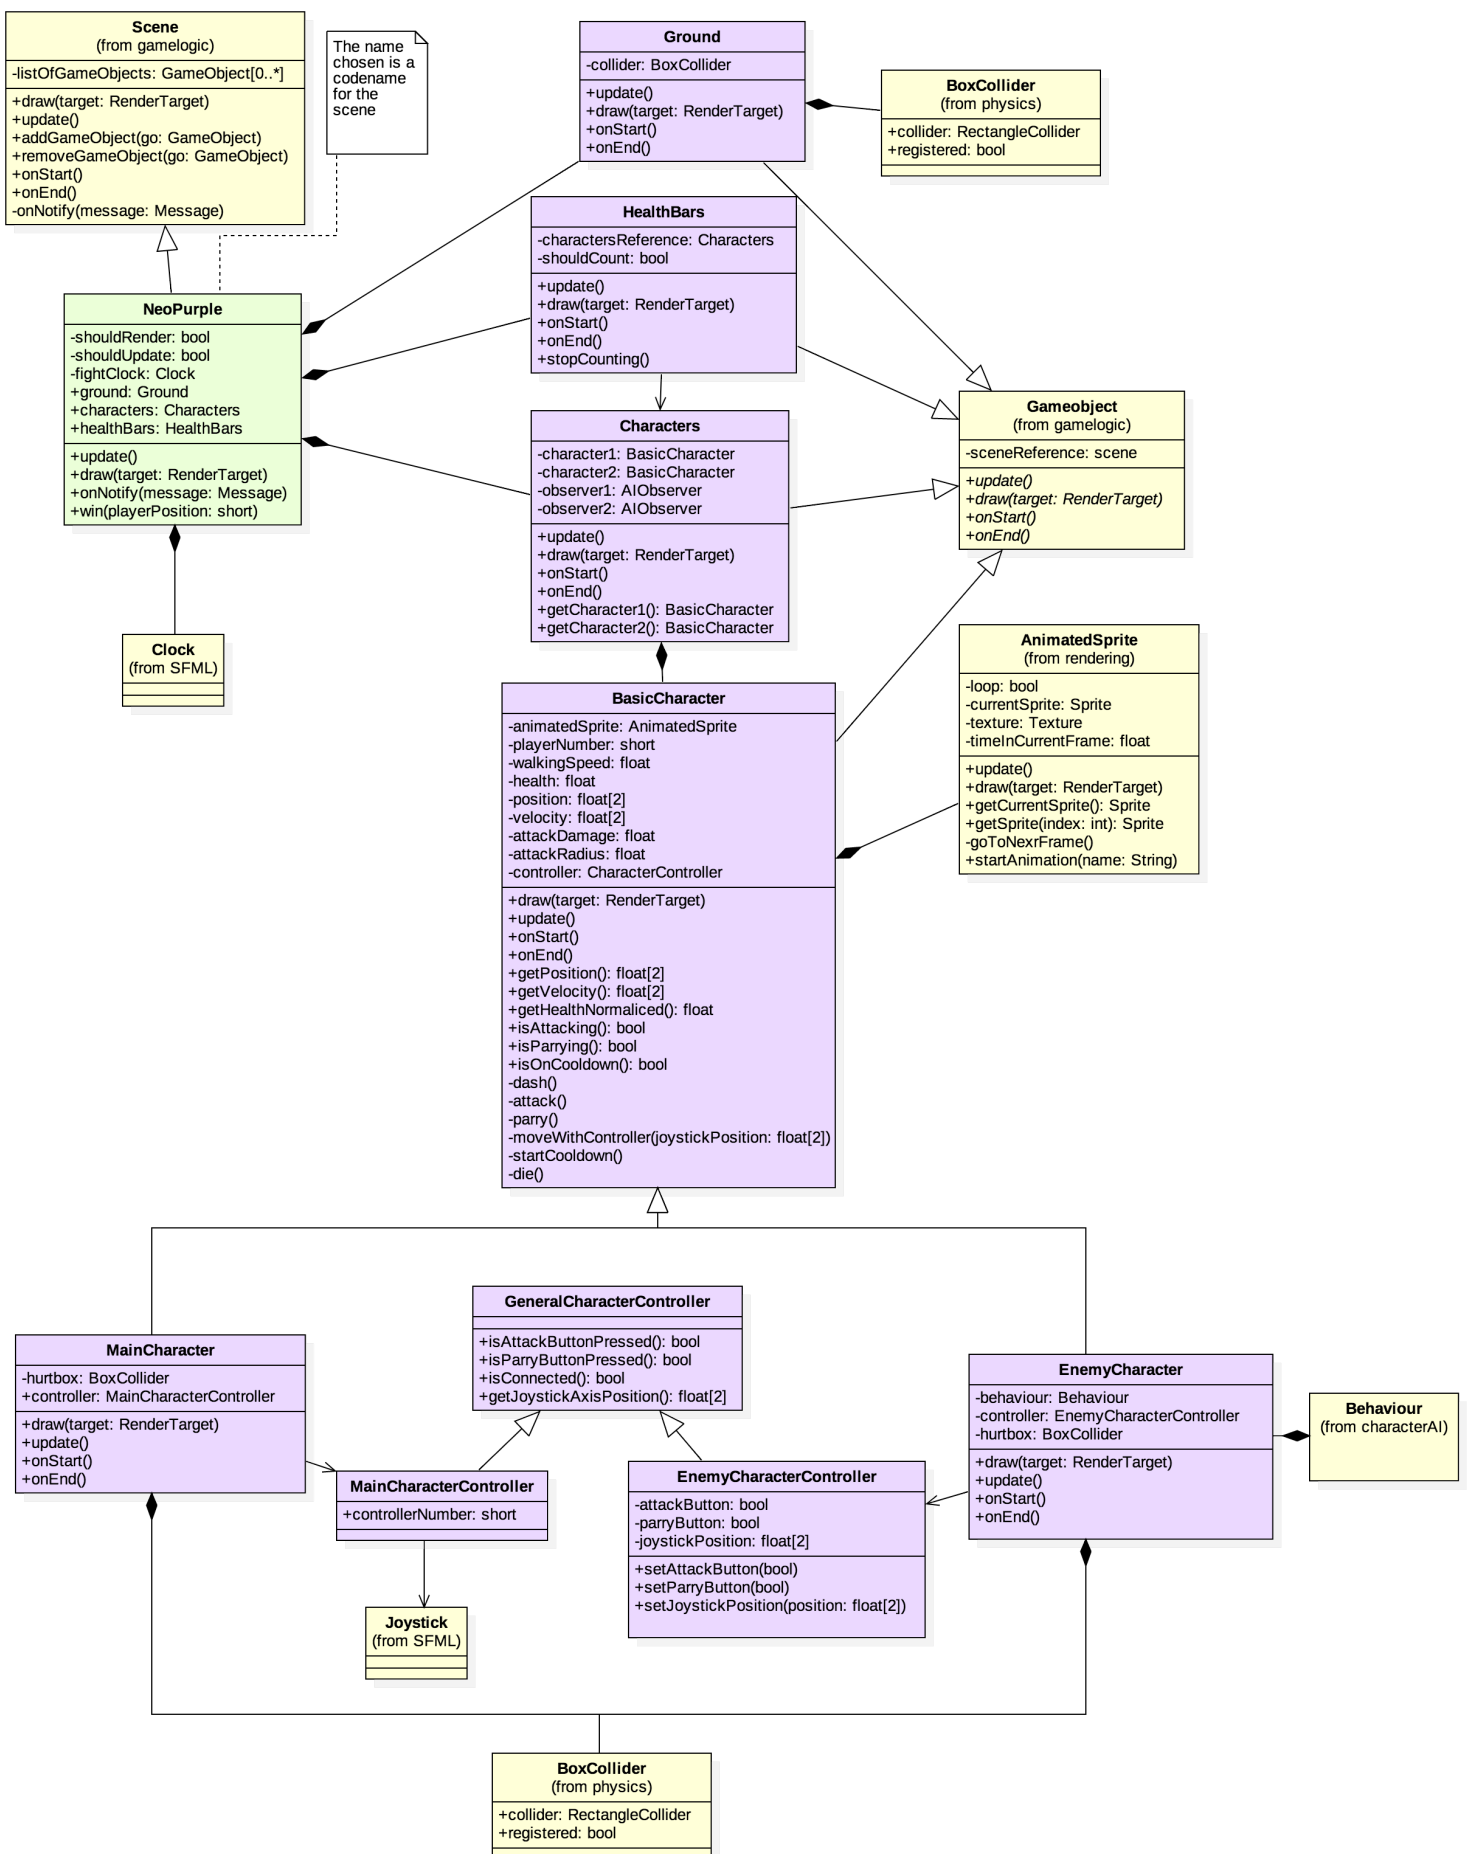 Scene
(from gamelogic)
-listOfGameObjects: GameObject[0..*]
+draw(target: RenderTarget)
+update()
+addGameObject(go: GameObject)
+removeGameObject(go: GameObject)
+onStart()
+onEnd()
-onNotify(message: Message)
The name
chosen is a
codename
for the
scene
Ground
-collider: BoxCollider
+update()
+draw(target: RenderTarget)
+onStart()
+onEnd()
BoxCollider
(from physics)
+collider: RectangleCollider
+registered: bool
HealthBars
-charactersReference: Characters
-shouldCount: bool
+update()
+draw(target: RenderTarget)
+onStart()
+onEnd()
+stopCounting()
NeoPurple
-shouldRender: bool
-shouldUpdate: bool
-fightClock: Clock
+ground: Ground
+characters: Characters
+healthBars: HealthBars
+update()
+draw(target: RenderTarget)
+onNotify(message: Message)
+win(playerPosition: short)
Gameobject
(from gamelogic)
-sceneReference: scene
+update()
+draw(target: RenderTarget)
+onStart()
+onEnd()
Characters
-character1: BasicCharacter
-character2: BasicCharacter
-observer1: AIObserver
-observer2: AIObserver
+update()
+draw(target: RenderTarget)
+onStart()
+onEnd()
+getCharacter1(): BasicCharacter
+getCharacter2(): BasicCharacter
Clock
(from SFML)
AnimatedSprite
(from rendering)
-loop: bool
-currentSprite: Sprite
-texture: Texture
-timeInCurrentFrame: float
+update()
+draw(target: RenderTarget)
+getCurrentSprite(): Sprite
+getSprite(index: int): Sprite
-goToNexrFrame()
+startAnimation(name: String)
BasicCharacter
-animatedSprite: AnimatedSprite
-playerNumber: short
-walkingSpeed: float
-health: float
-position: float[2]
-velocity: float[2]
-attackDamage: float
-attackRadius: float
-controller: CharacterController
+draw(target: RenderTarget)
+update()
+onStart()
+onEnd()
+getPosition(): float[2]
+getVelocity(): float[2]
+getHealthNormaliced(): float
+isAttacking(): bool
+isParrying(): bool
+isOnCooldown(): bool
-dash()
-attack()
-parry()
-moveWithController(joystickPosition: float[2])
-startCooldown()
-die()
GeneralCharacterController
+isAttackButtonPressed(): bool
+isParryButtonPressed(): bool
+isConnected(): bool
+getJoystickAxisPosition(): float[2]
MainCharacter
-hurtbox: BoxCollider
+controller: MainCharacterController
+draw(target: RenderTarget)
+update()
+onStart()
+onEnd()
EnemyCharacter
-behaviour: Behaviour
-controller: EnemyCharacterController
-hurtbox: BoxCollider
+draw(target: RenderTarget)
+update()
+onStart()
+onEnd()
Behaviour
(from characterAI)
MainCharacterController
+controllerNumber: short
EnemyCharacterController
-attackButton: bool
-parryButton: bool
-joystickPosition: float[2]
+setAttackButton(bool)
+setParryButton(bool)
+setJoystickPosition(position: float[2])
Joystick
(from SFML)
BoxCollider
(from physics)
+collider: RectangleCollider
+registered: bool